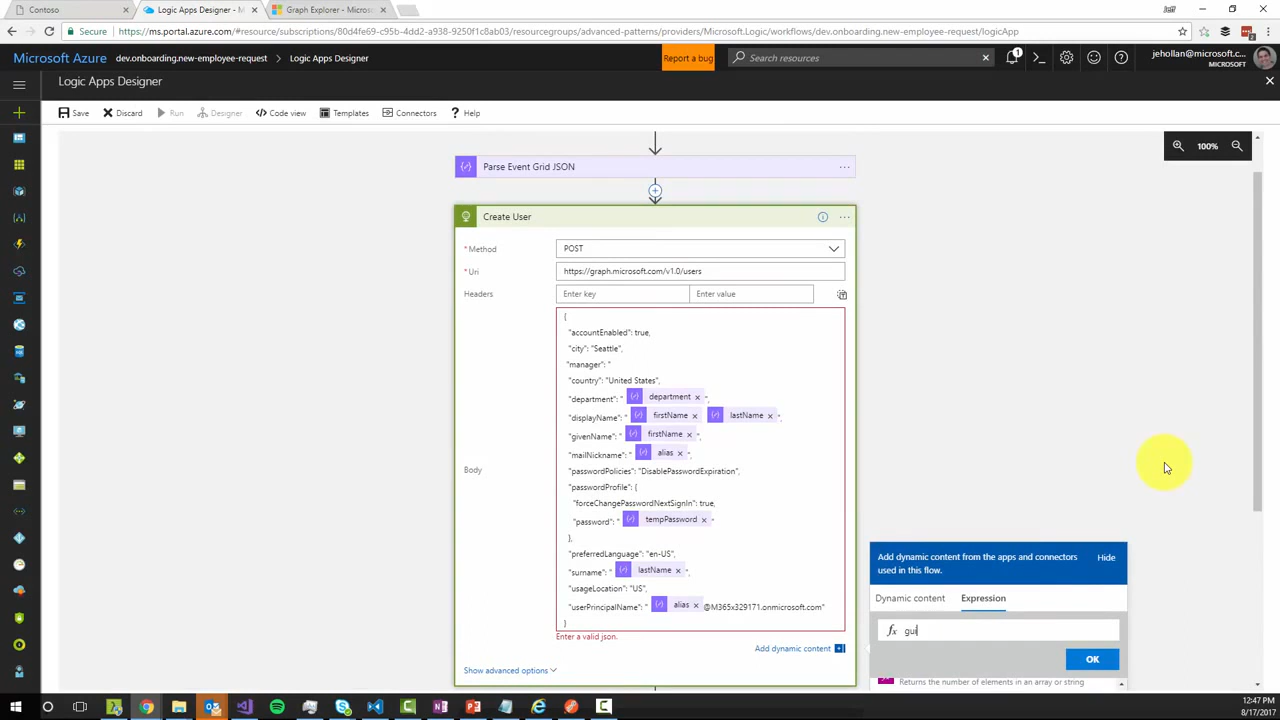 Contoso
Logic Apps Designer - M
Graph Explorer - Micros
Jeff
Secure
https://ms.portal.azure.com/#resource/subscriptions/80d4fe69-c95b-4dd2-a938-9250f1c8ab03/resourcegroups/advanced-patterns/providers/Microsoft.Logic/workflows/dev.onboarding.new-employee-request/logicApp
Microsoft Azure
dev.onboarding.new-employee-request
Logic Apps Designer
Report a bug
Search resources
1
jehollan@microsoft.c...
MICROSOFT
Logic Apps Designer
Save
Discard
Run
Designer
Code view
Templates
Connectors
Help
100%
Parse Event Grid JSON
Create User
* Method
POST
* Uri
https://graph.microsoft.com/v1.0/users
Headers
Enter key
Enter value
Body
{
"accountEnabled": true,
"city": "Seattle",
"manager": "
"country": "United States",
"department": " department ",
"displayName": " firstName lastName ",
"givenName": " firstName ",
"mailNickname": " alias ",
"passwordPolicies": "DisablePasswordExpiration",
"passwordProfile": {
"forceChangePasswordNextSignIn": true,
"password": " tempPassword "
},
"preferredLanguage": "en-US",
"surname": " lastName ",
"usageLocation": "US",
"userPrincipalName": " alias @M365x329171.onmicrosoft.com"
}
Enter a valid json.
Add dynamic content
Show advanced options
Add dynamic content from the apps and connectors
used in this flow.
Hide
Dynamic content
Expression
fx gui
OK
Returns the number of elements in an array or string
12:47 PM
8/17/2017